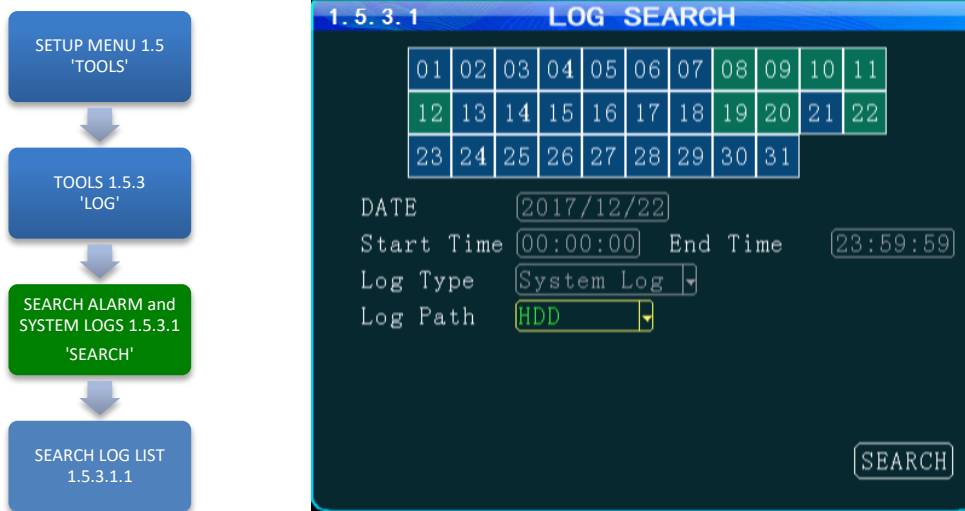 SETUP MENU 1.5
'TOOLS'
TOOLS 1.5.3
'LOG'
SEARCH ALARM and
SYSTEM LOGS 1.5.3.1
'SEARCH'
SEARCH LOG LIST
1.5.3.1.1
1.5.3.1 LOG SEARCH
01 02 03 04 05 06 07 08 09 10 11
12 13 14 15 16 17 18 19 20 21 22
23 24 25 26 27 28 29 30 31
DATE 2017/12/22
Start Time 00:00:00 End Time 23:59:59
Log Type System Log
Log Path HDD
SEARCH